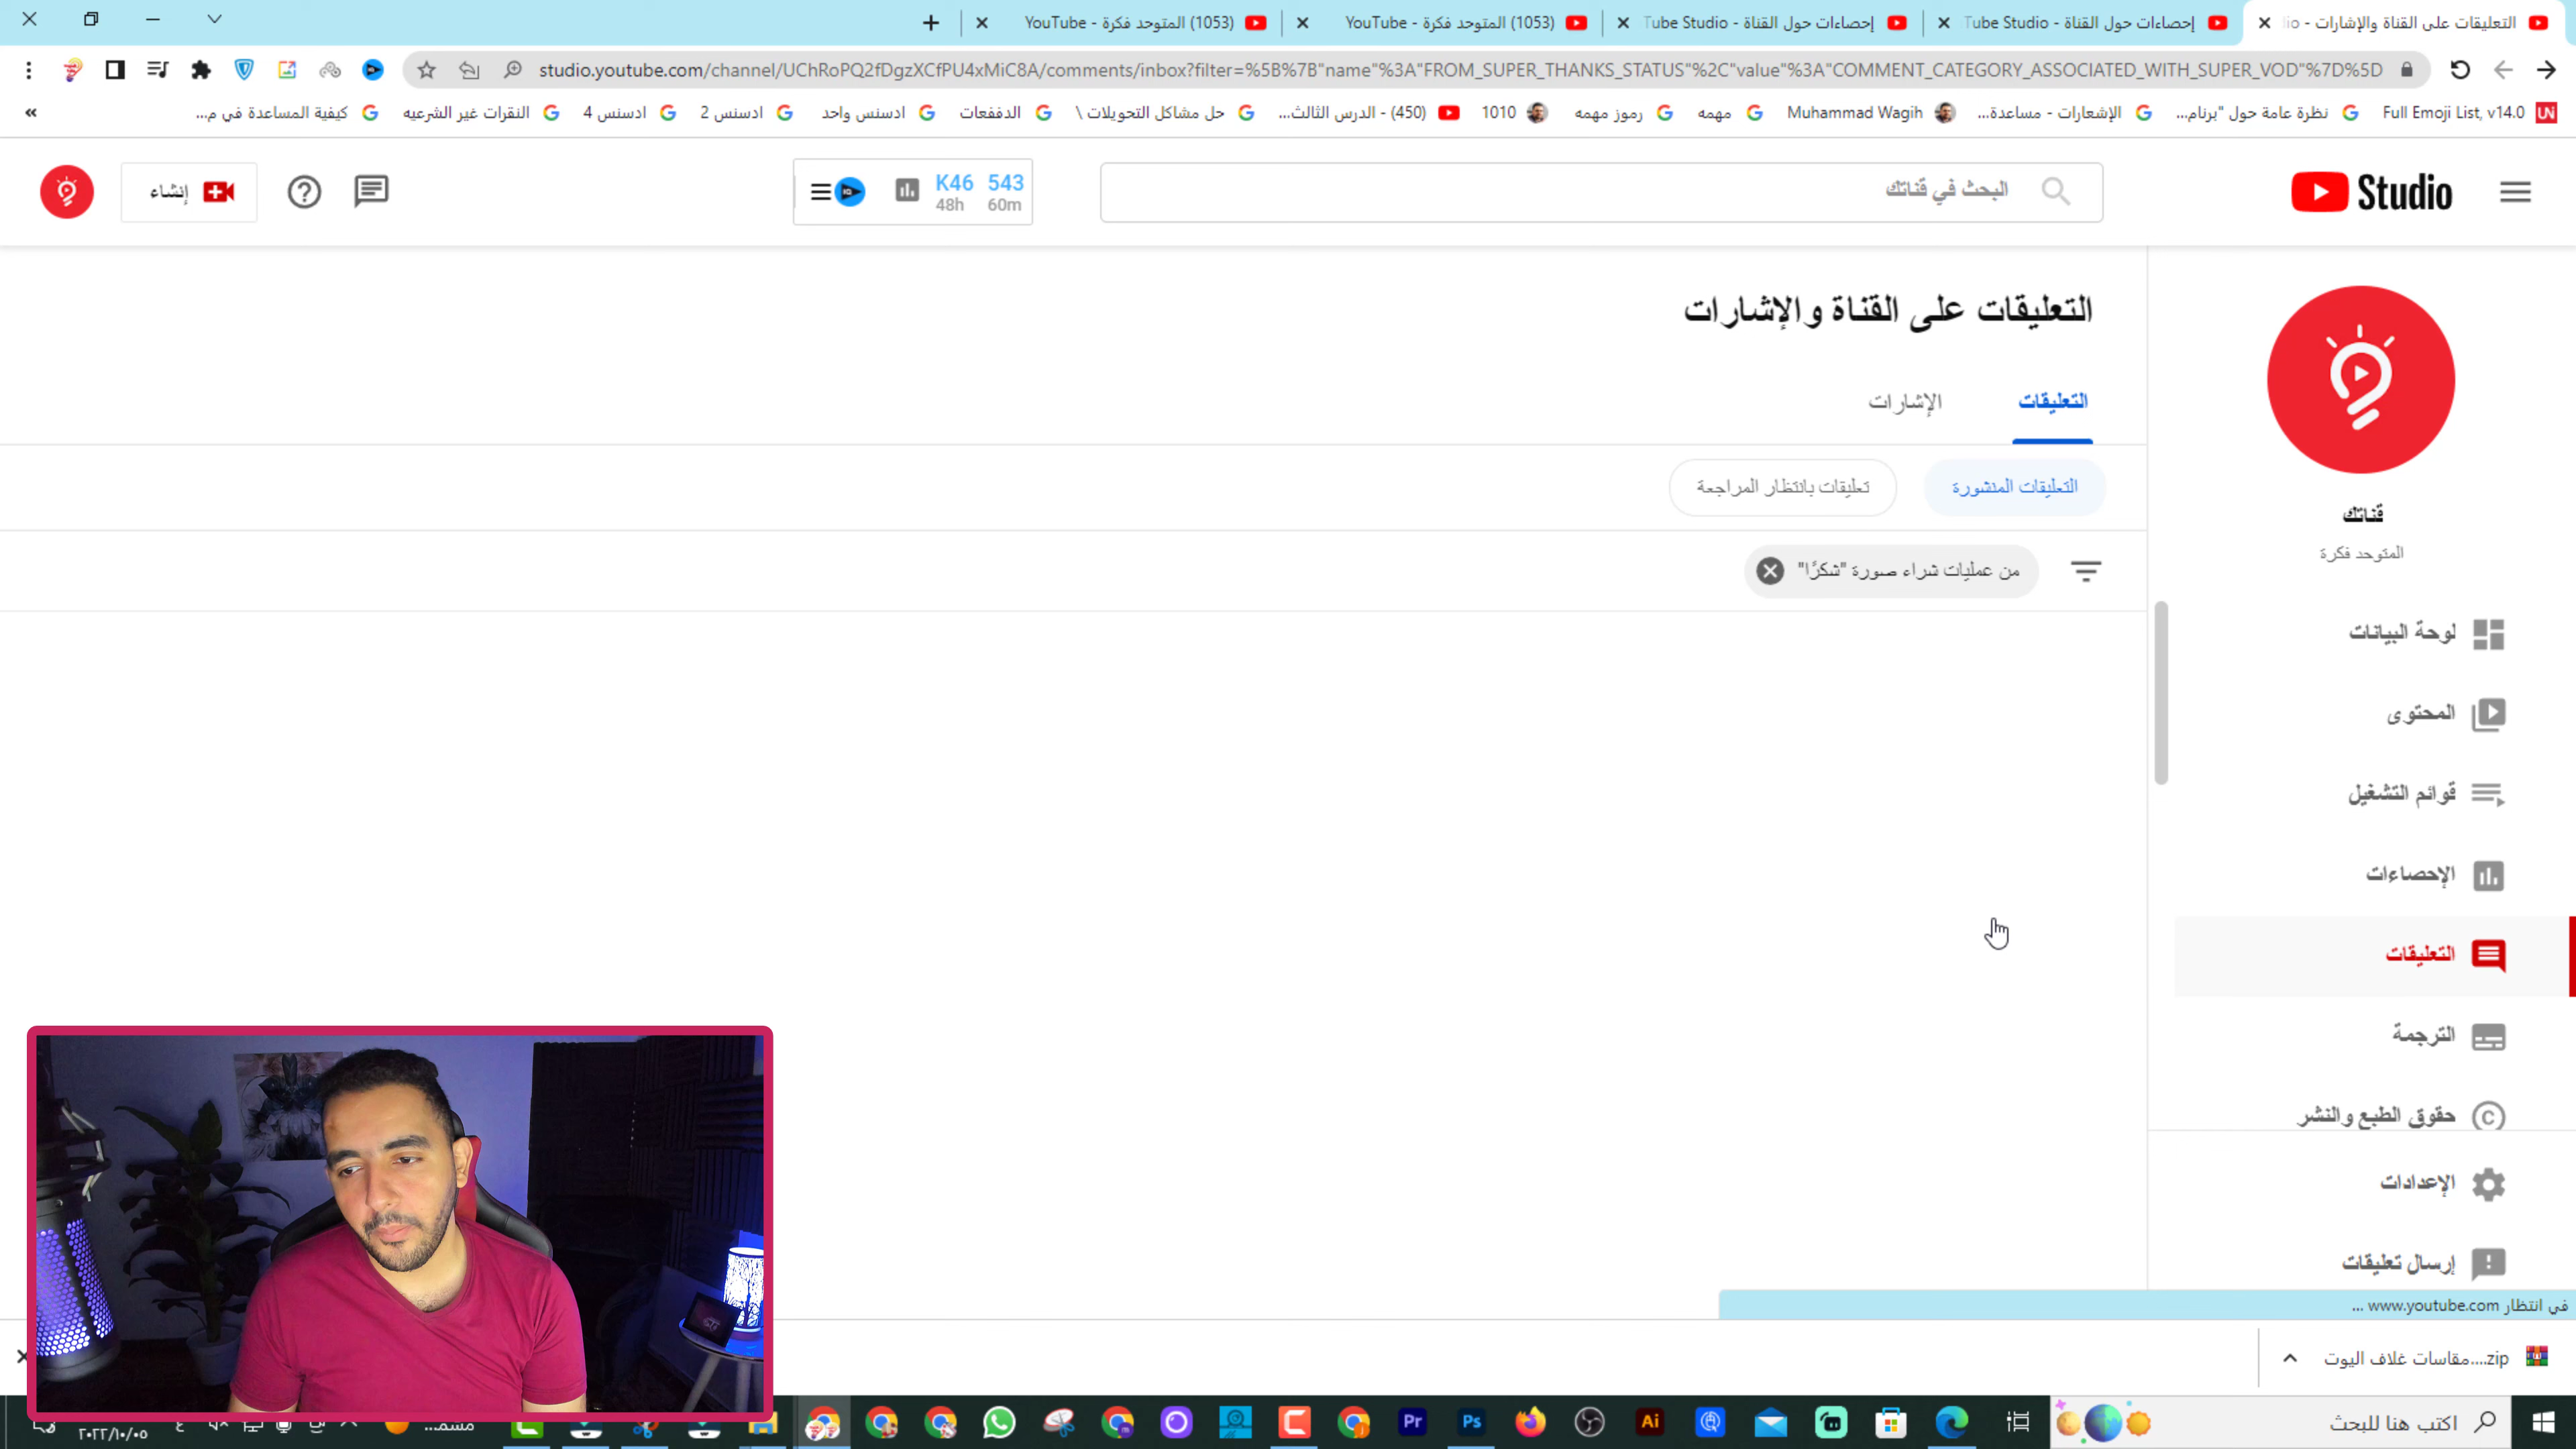 التعليقات على القناة والإشارات - io
إحصاءات حول القناة - Tube Studio
إحصاءات حول القناة - Tube Studio
(1053) المتوحد فكرة - YouTube
(1053) المتوحد فكرة - YouTube
studio.youtube.com/channel/UChRoPQ2fDgzXCfPU4xMiC8A/comments/inbox?filter=%5B%7B"name"%3A"FROM_SUPER_THANKS_STATUS"%2C"value"%3A"COMMENT_CATEGORY_ASSOCIATED_WITH_SUPER_VOD"%7D%5D
Full Emoji List, v14.0
نظرة عامة حول "برنام...
الإشعارات - مساعدة...
Muhammad Wagih
مهمه
رموز مهمه
1010
(450) - الدرس الثالث...
حل مشاكل التحويلات \
الدفعات
ادسنس واحد
ادسنس 2
ادسنس 4
النقرات غير الشرعيه
كيفية المساعدة في م...
Studio
البحث في قناتك
K46 543
48h 60m
إنشاء
التعليقات على القناة والإشارات
التعليقات
الإشارات
التعليقات المنشورة
تعليقات بانتظار المراجعة
من عمليات شراء صورة "شكرًا"
قناتك
المتوحد فكرة
لوحة البيانات
المحتوى
قوائم التشغيل
الإحصاءات
التعليقات
الترجمة
حقوق الطبع والنشر
الإعدادات
إرسال تعليقات
في انتظار www.youtube.com ...
مقاسات غلاف اليوت....zip
اكتب هنا للبحث
Ai
Ps
Pr
مشم...
ع
٢٠٢٢/١٠/٠٥